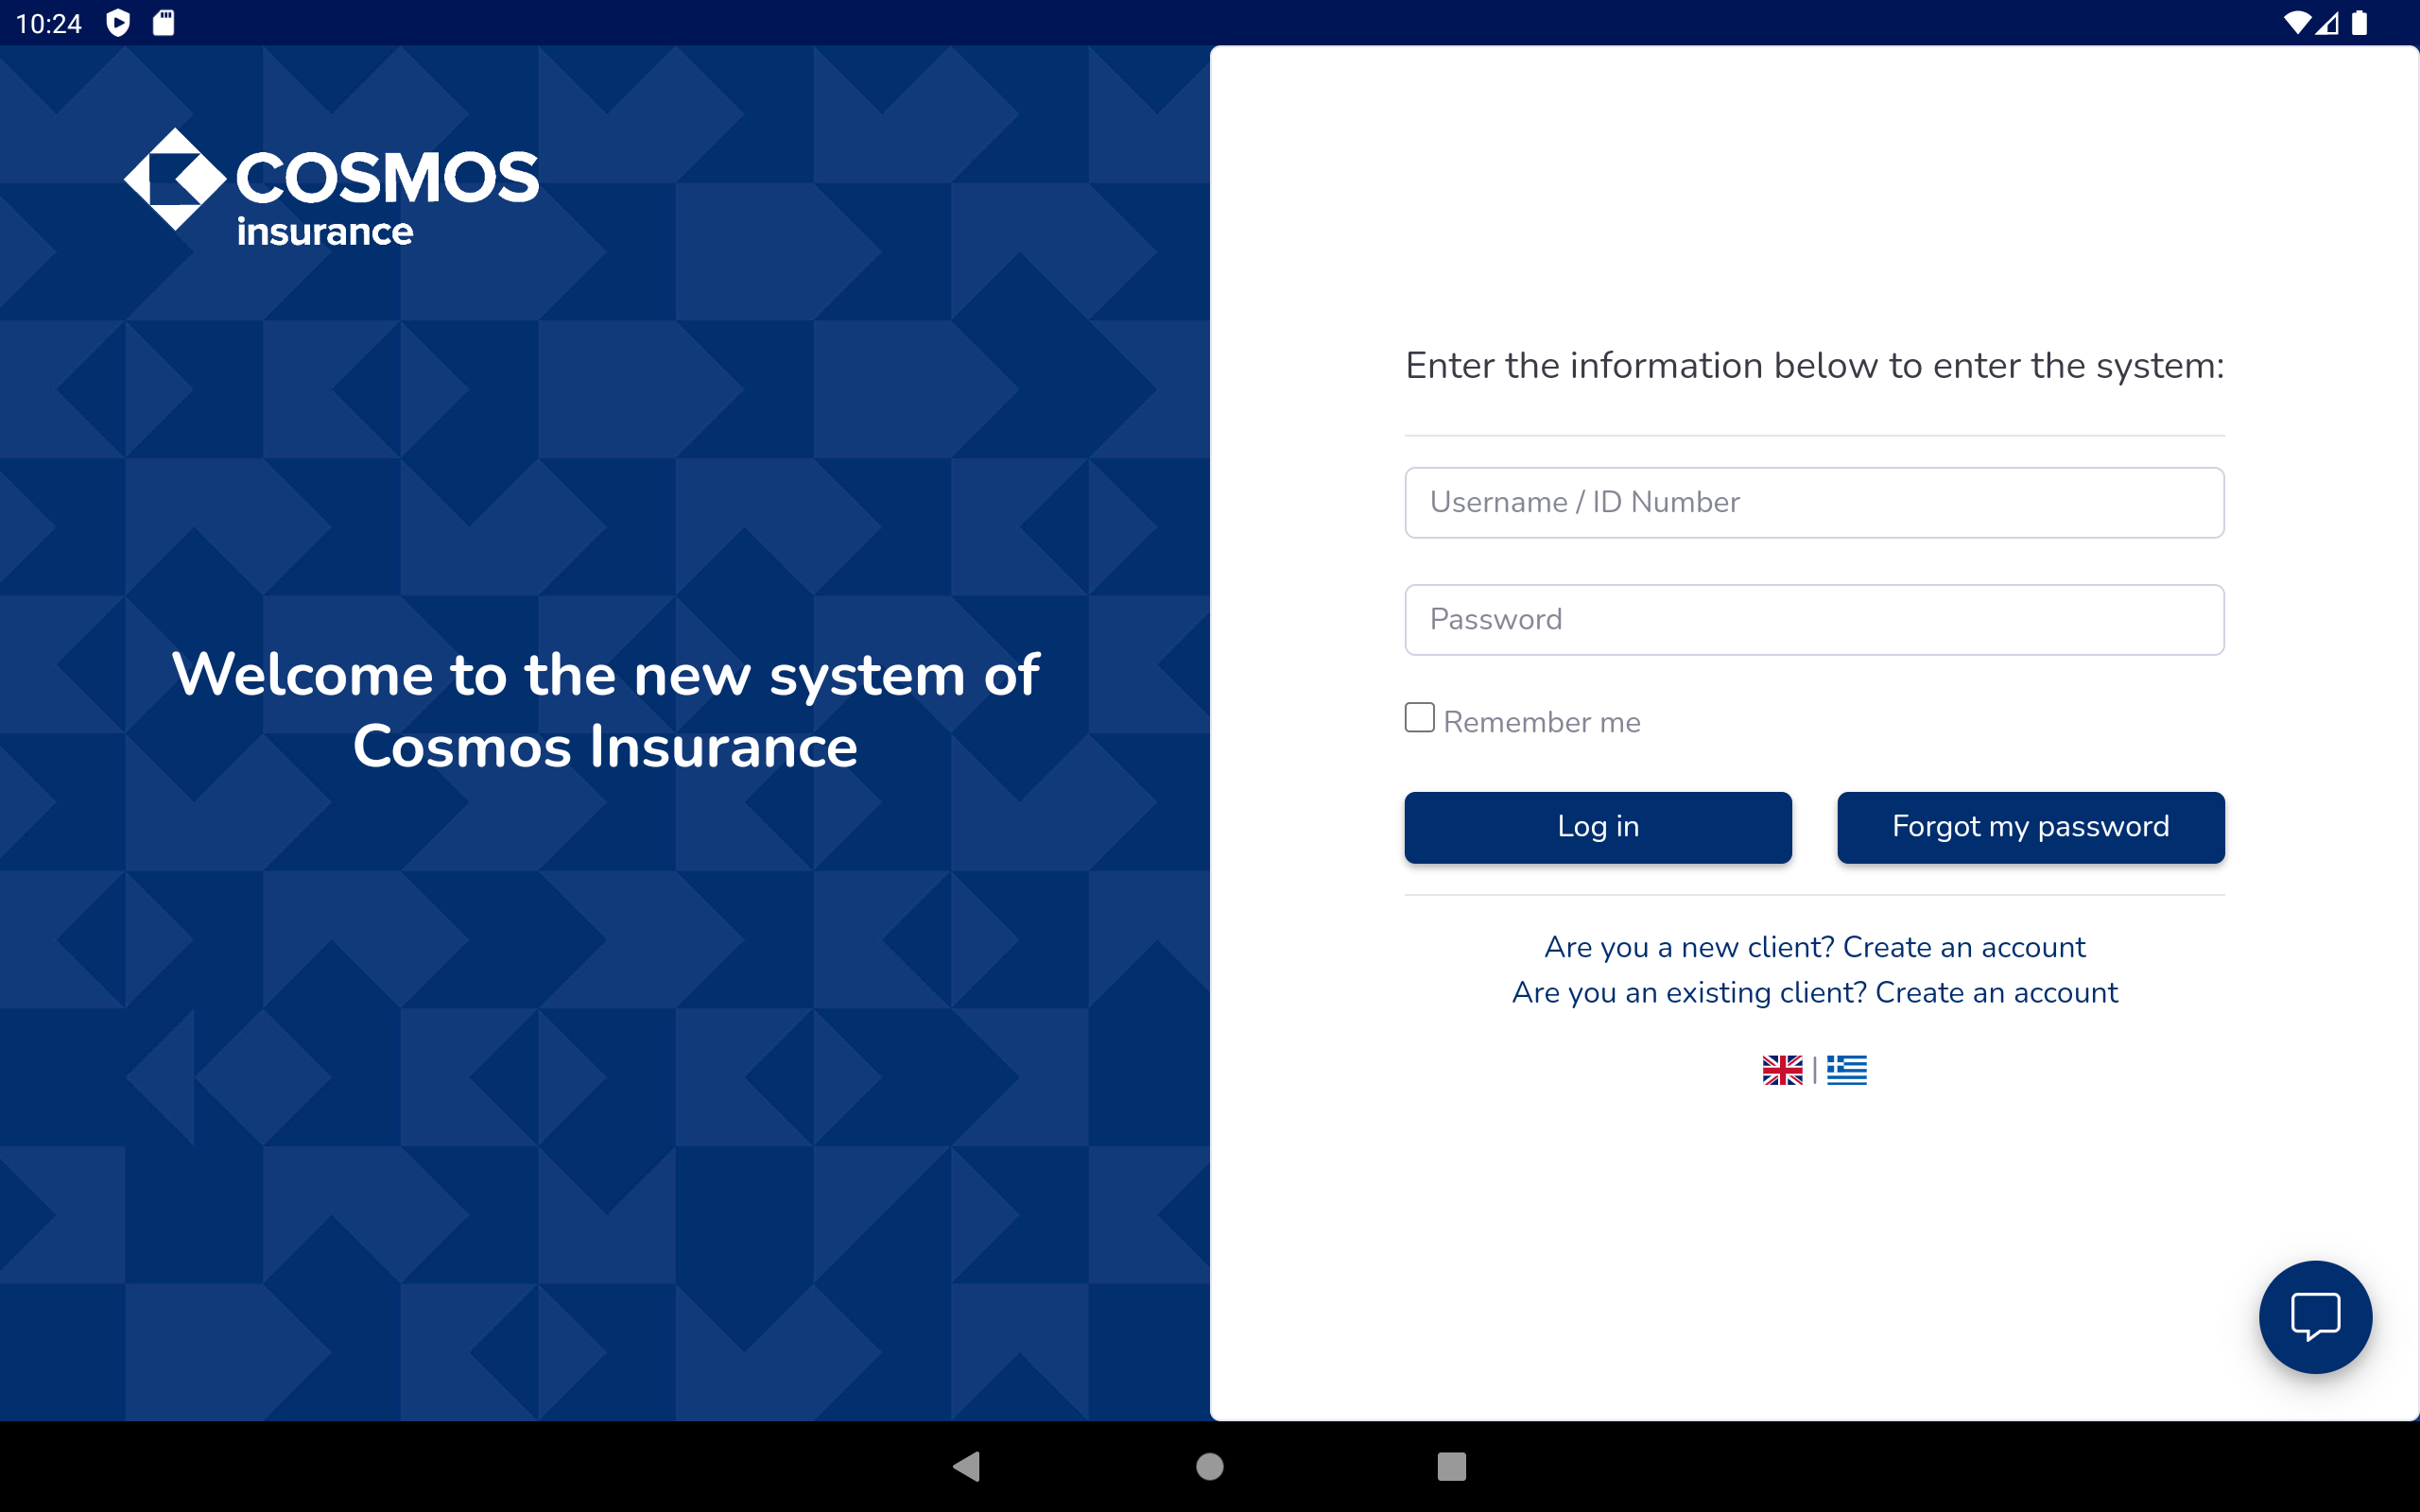 10:24
COSMOS
insurance
Welcome to the new system of
Cosmos Insurance
Enter the information below to enter the system:
Username / ID Number
Password
Remember me
Log in
Forgot my password
Are you a new client? Create an account
Are you an existing client? Create an account
|